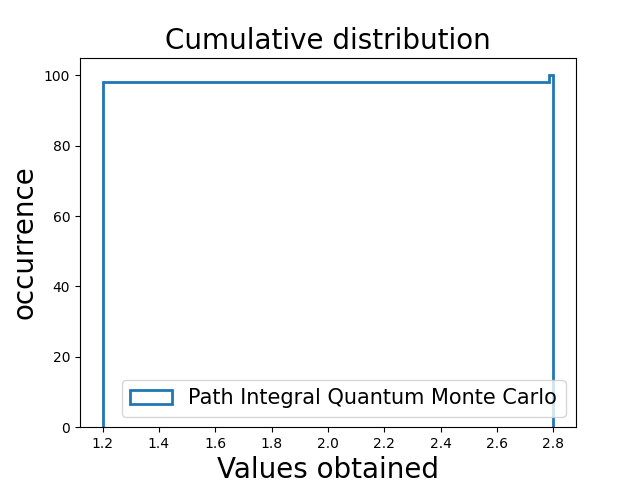 Cumulative distribution
occurrence
100
80
60
40
20
0
Path Integral Quantum Monte Carlo
1.2 1.4 1.6 1.8 2.0 2.2 2.4 2.6 2.8
Values obtained